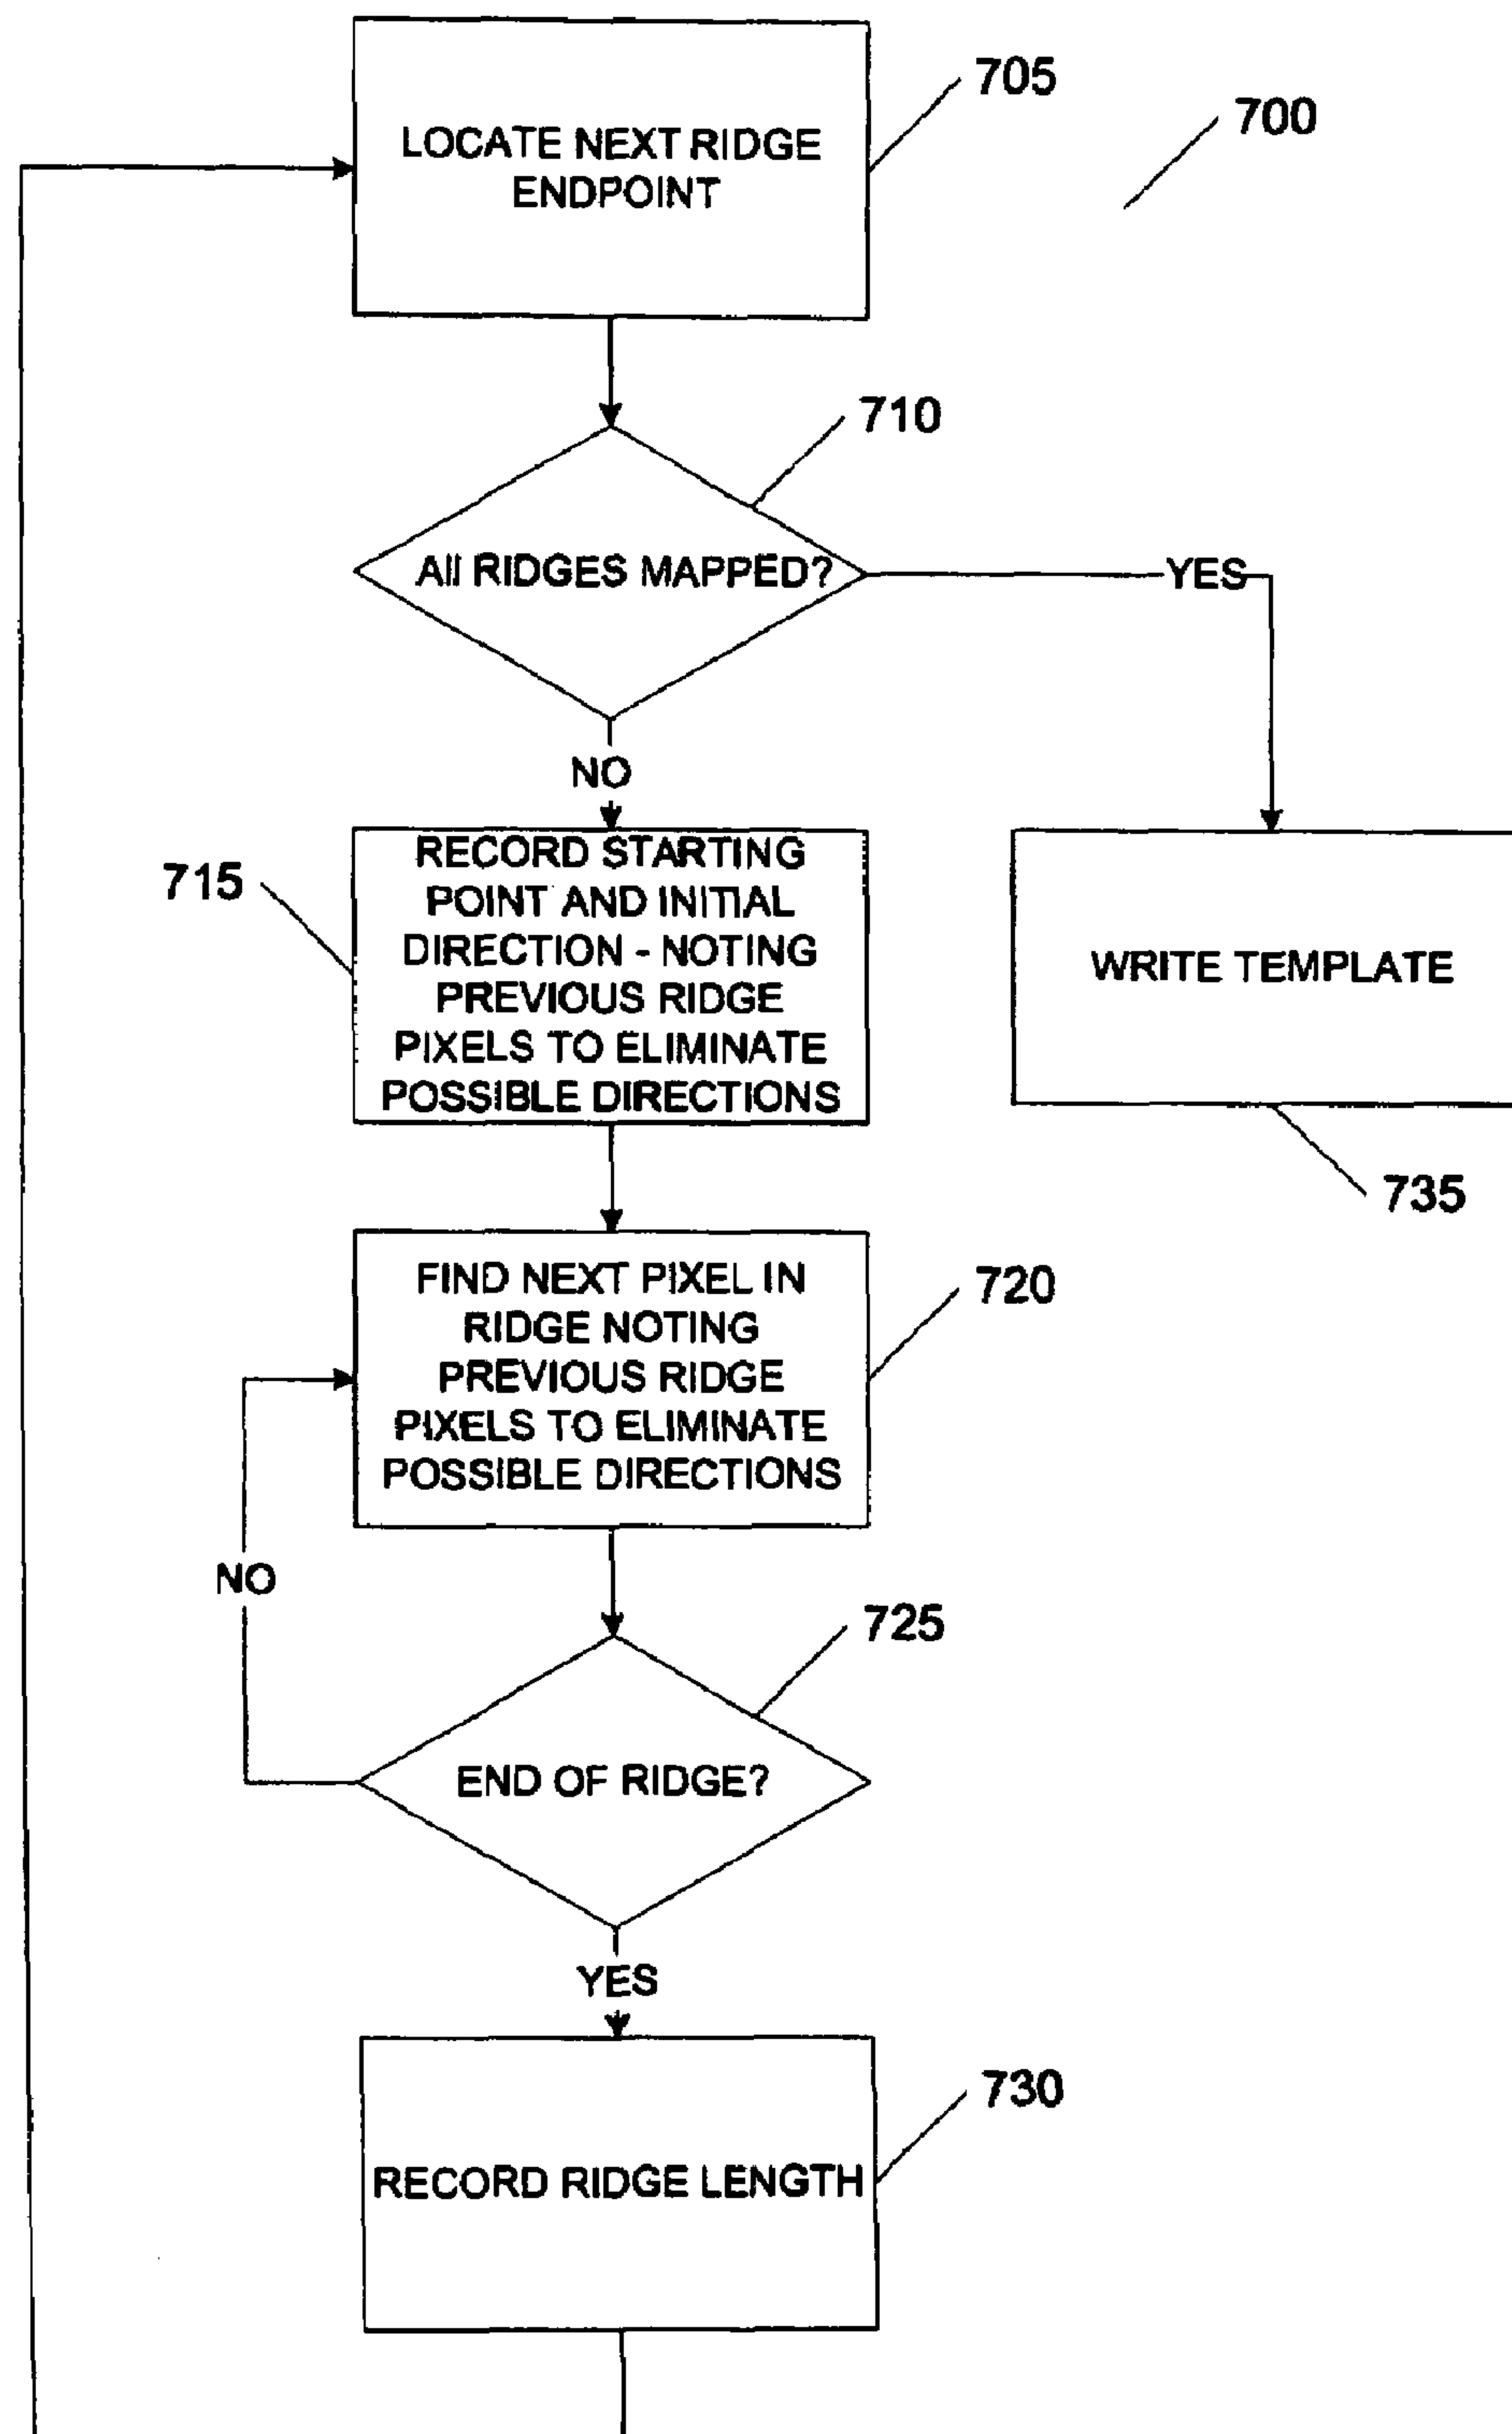 LOCATE NEXT RIDGE
ENDPOINT
705
700
710
All RIDGES MAPPED?
YES
NO
715
RECORD STARTING
POINT AND INITIAL
DIRECTION - NOTING
PREVIOUS RIDGE
PIXELS TO ELIMINATE
POSSIBLE DIRECTIONS
WRITE TEMPLATE
735
FIND NEXT PIXEL IN
RIDGE NOTING
PREVIOUS RIDGE
PIXELS TO ELIMINATE
POSSIBLE DIRECTIONS
720
NO
725
END OF RIDGE?
YES
730
RECORD RIDGE LENGTH